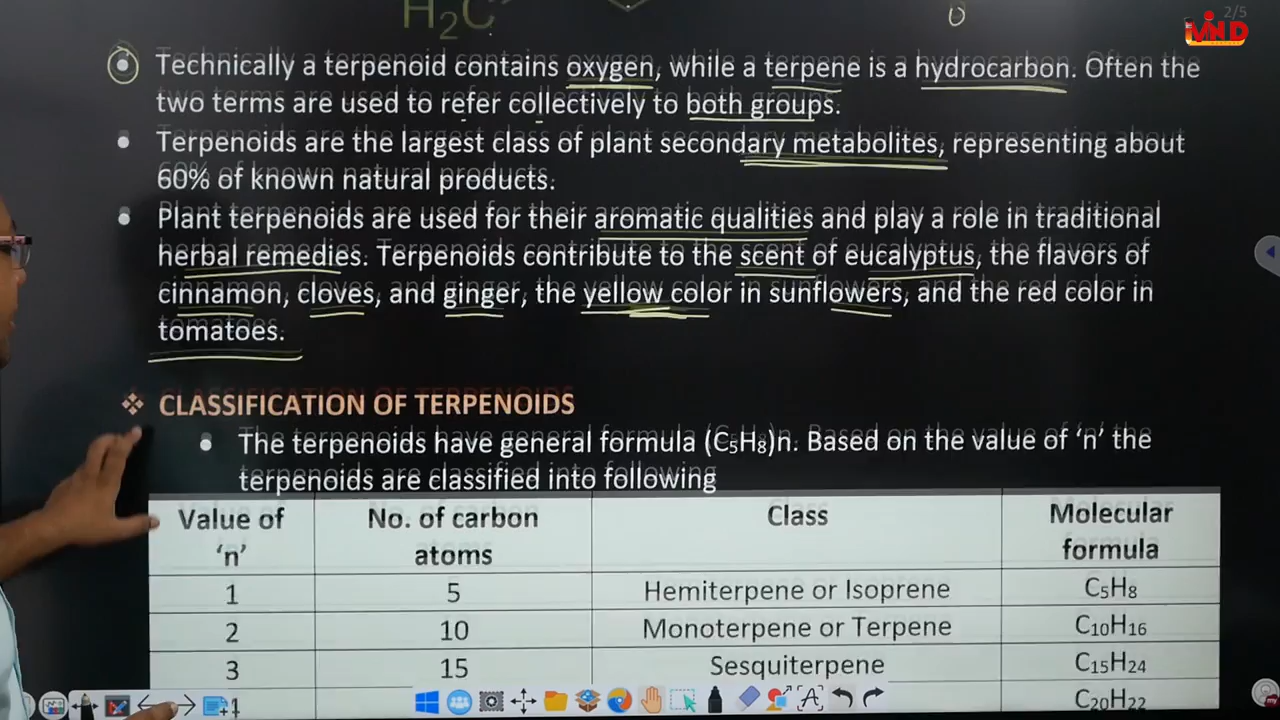 H2C
2/5
MIND
Technically a terpenoid contains oxygen, while a terpene is a hydrocarbon. Often the
two terms are used to refer collectively to both groups.
Terpenoids are the largest class of plant secondary metabolites, representing about
60% of known natural products.
Plant terpenoids are used for their aromatic qualities and play a role in traditional
herbal remedies. Terpenoids contribute to the scent of eucalyptus, the flavors of
cinnamon, cloves, and ginger, the yellow color in sunflowers, and the red color in
tomatoes.
CLASSIFICATION OF TERPENOIDS
The terpenoids have general formula (C5H8)n. Based on the value of ‘n’ the
terpenoids are classified into following
Value of ‘n’ No. of carbon atoms Class Molecular formula
1 5 Hemiterpene or Isoprene C5H8
2 10 Monoterpene or Terpene C10H16
3 15 Sesquiterpene C15H24
C20H22